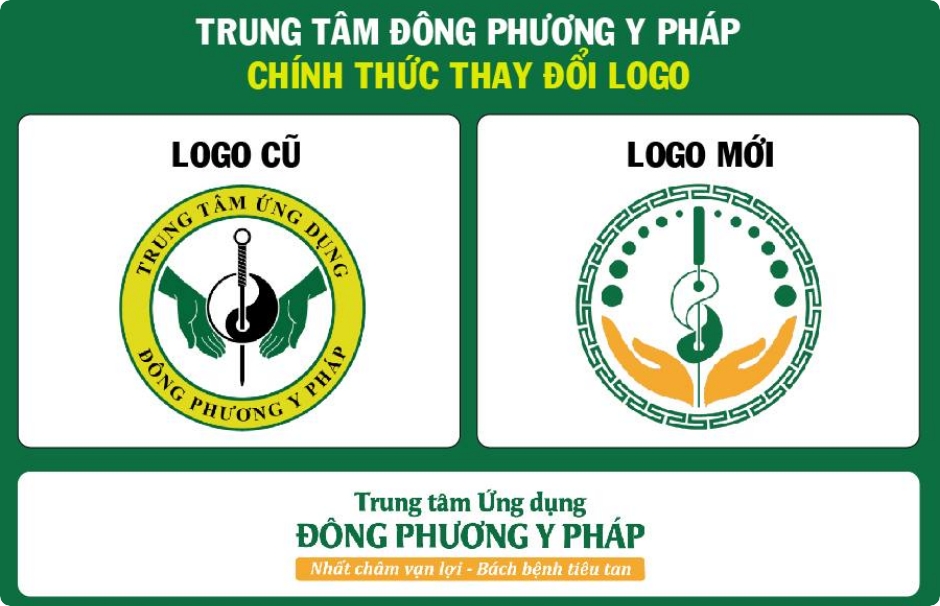 TRUNG TÂM ĐÔNG PHƯƠNG Y PHÁP
CHÍNH THỨC THAY ĐỔI LOGO
LOGO CŨ
TRUNG TÂM ỨNG DỤNG
ĐÔNG PHƯƠNG Y PHÁP
LOGO MỚI
Trung tâm Ứng dụng
ĐÔNG PHƯƠNG Y PHÁP
Nhất châm vạn lợi - Bách bệnh tiêu tan